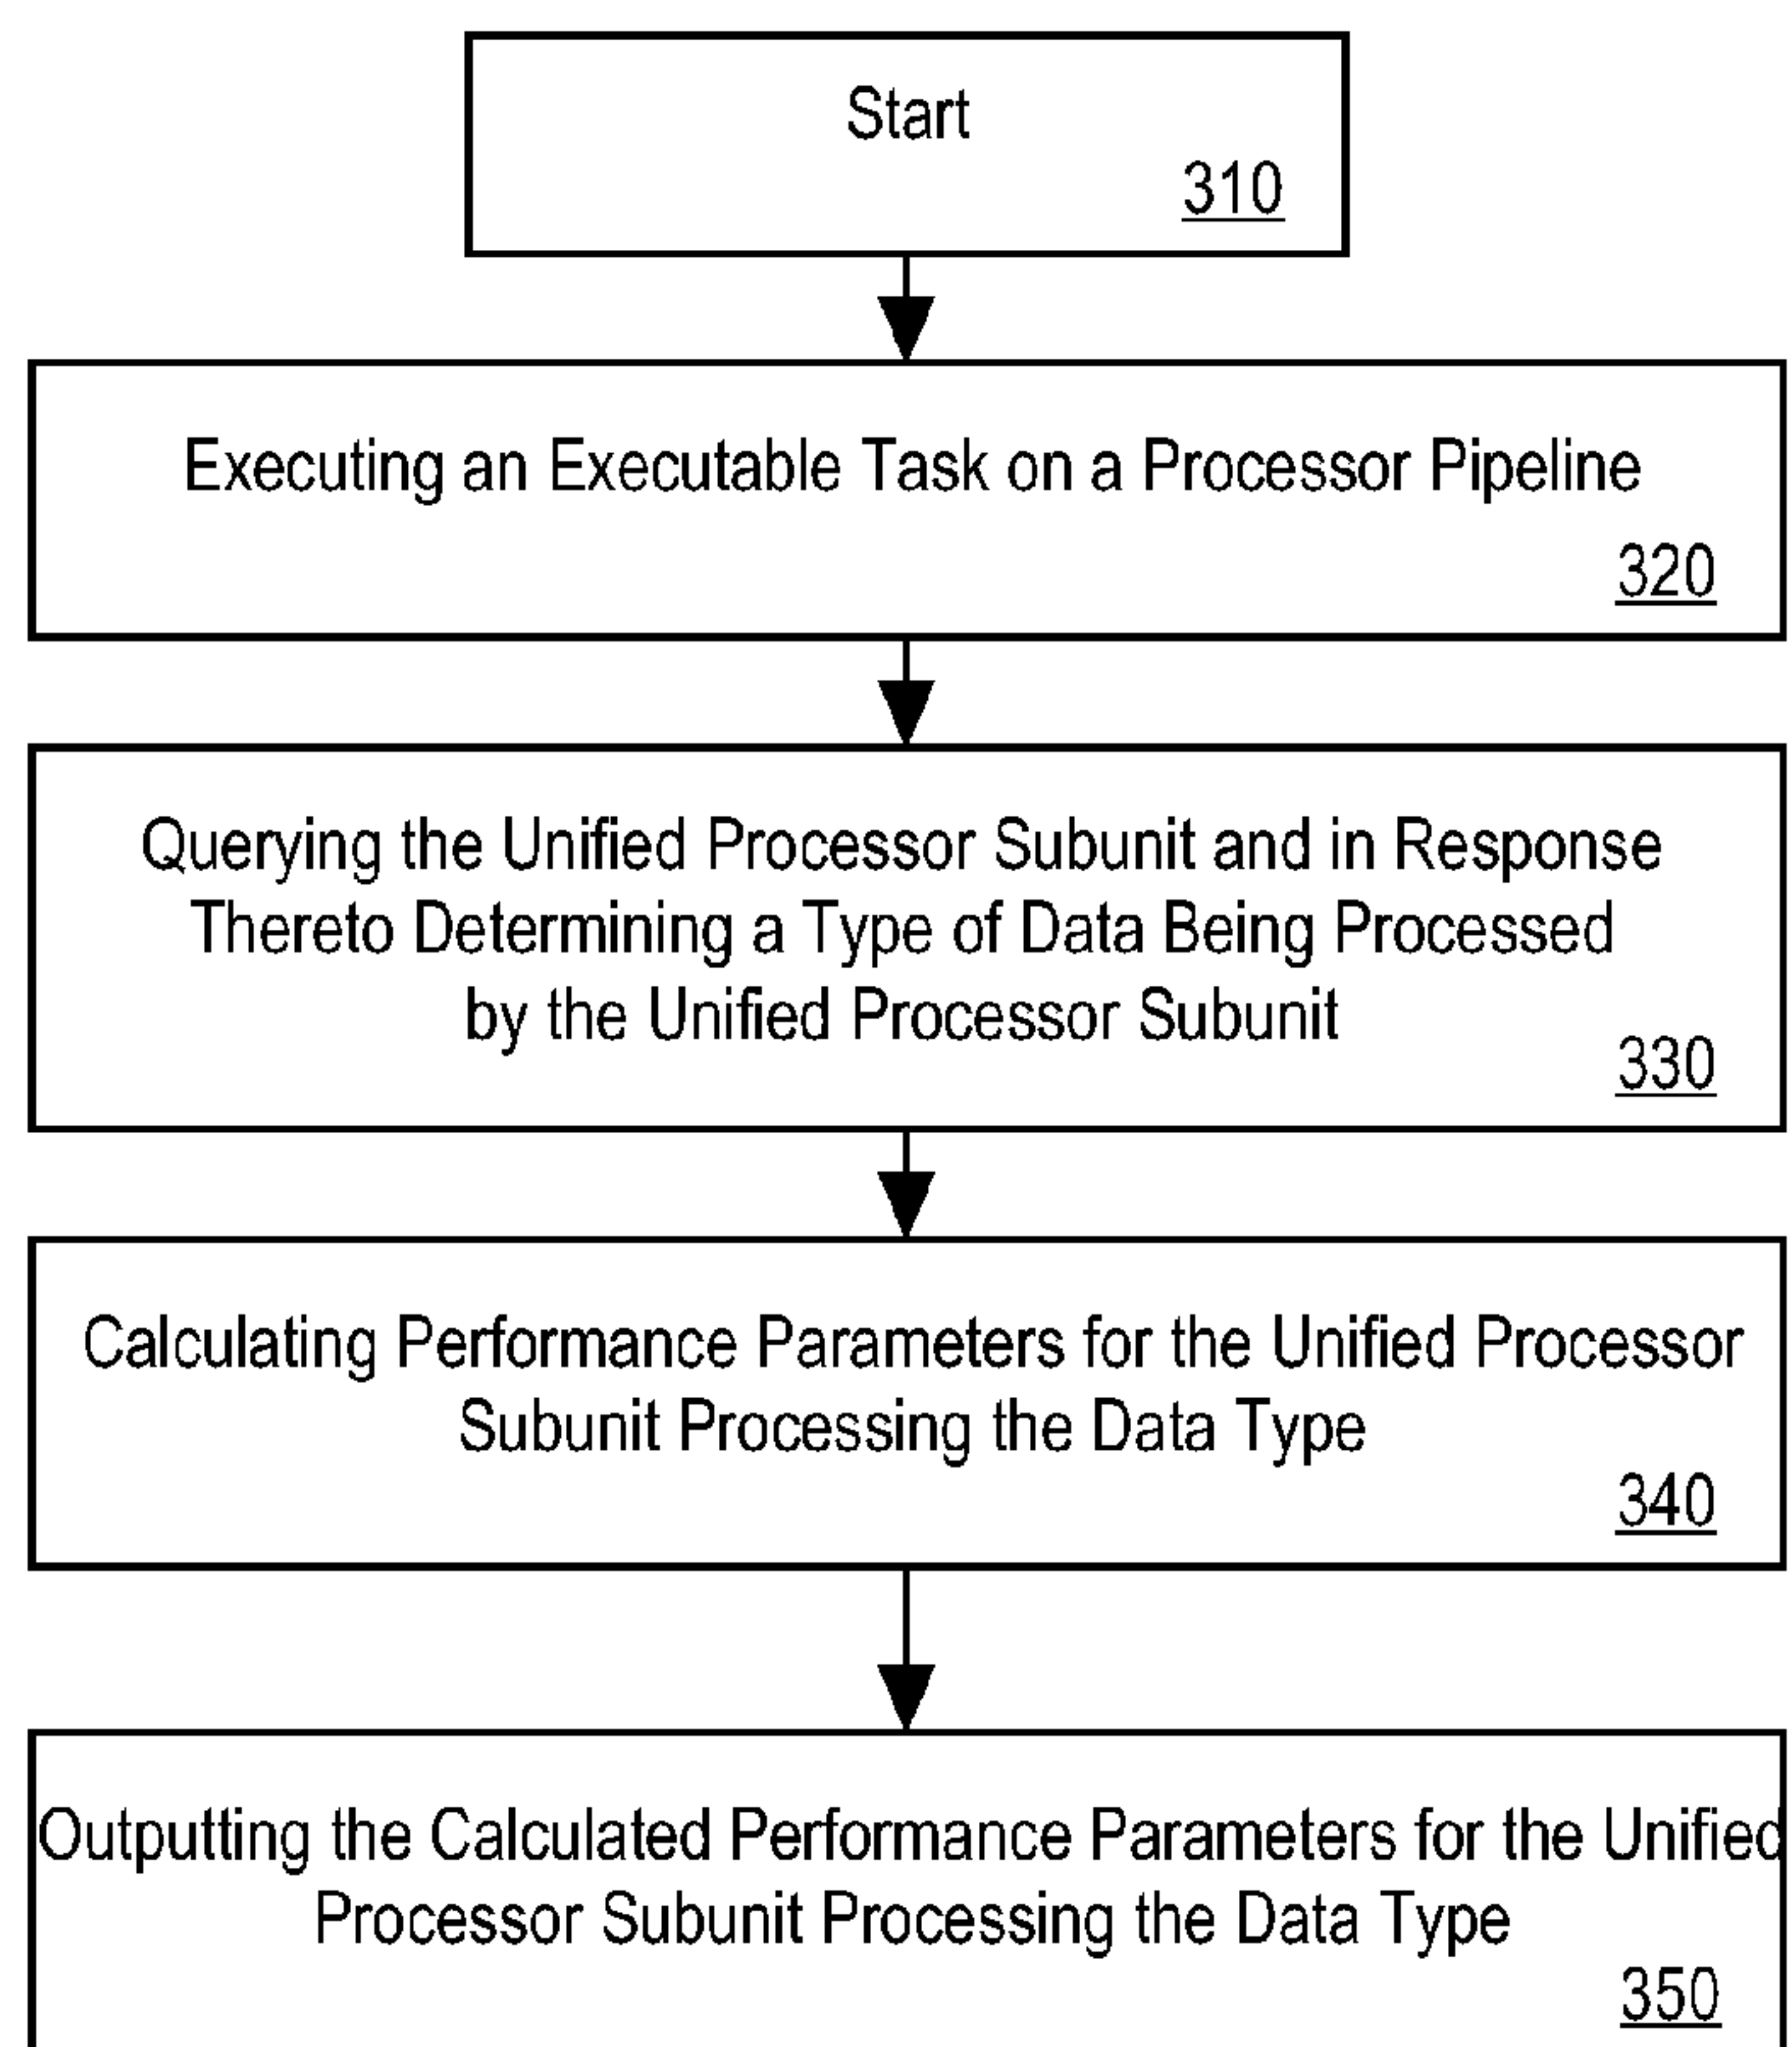 Start
310
Executing an Executable Task on a Processor Pipeline
320
Querying the Unified Processor Subunit and in Response
Thereto Determining a Type of Data Being Processed
by the Unified Processor Subunit
330
Calculating Performance Parameters for the Unified Processor
Subunit Processing the Data Type
340
Outputting the Calculated Performance Parameters for the Unified
Processor Subunit Processing the Data Type
350